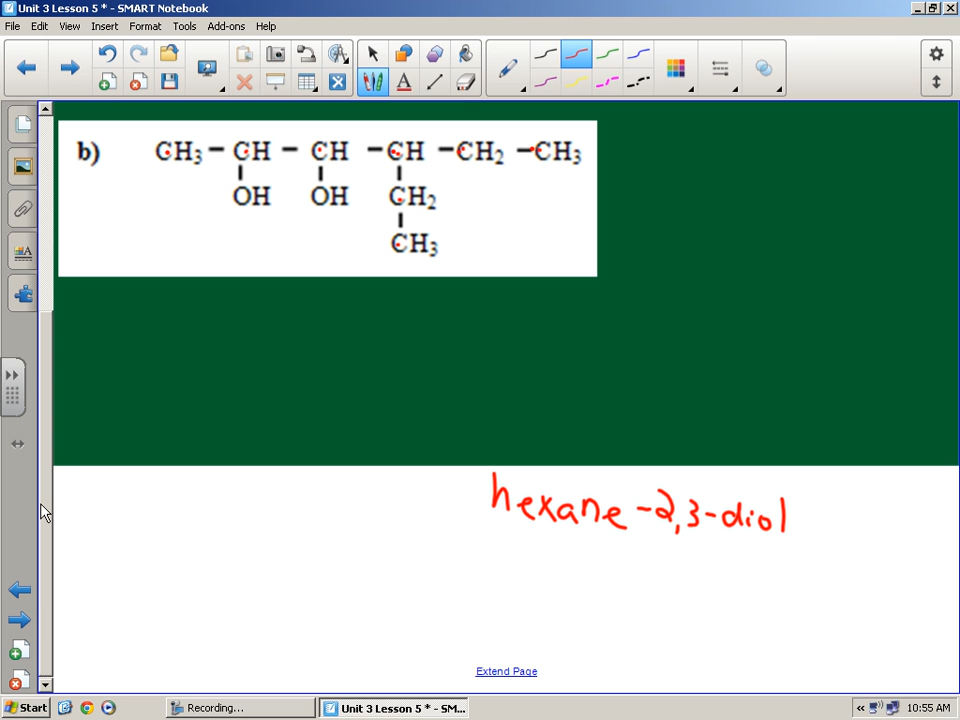 Unit 3 Lesson 5 * - SMART Notebook
File Edit View Insert Format Tools Add-ons Help
b) CH₃ – CH – CH – CH – CH₂ – CH₃
OH OH CH₂
CH₃
hexane-2,3-diol
Extend Page
Start Recording... Unit 3 Lesson 5 * - SM... « 10:55 AM